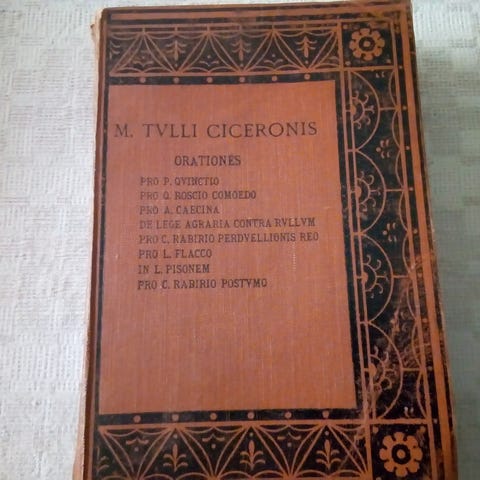 M. TVLLI CICERONIS
ORATIONES
PRO P. QVINCTIO
PRO Q. ROSCIO COMOEDO
PRO A. CAECINA
DE LEGE AGRARIA CONTRA RVLLVM
PRO C. RABIRIO PERDVELLIONIS REO
PRO L. FLACCO
IN L. PISONEM
PRO C. RABIRIO POSTVMO